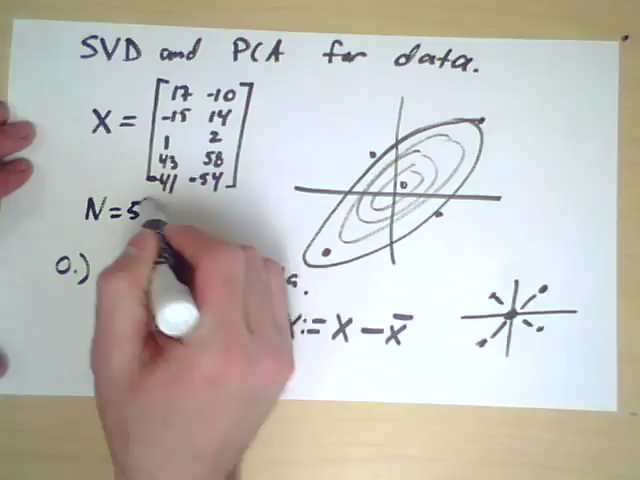 SVD and PCA for data.
X = [17 -10
-15 14
1 2
43 58
-41 -54]
N=5
0.)
X := X - x̄